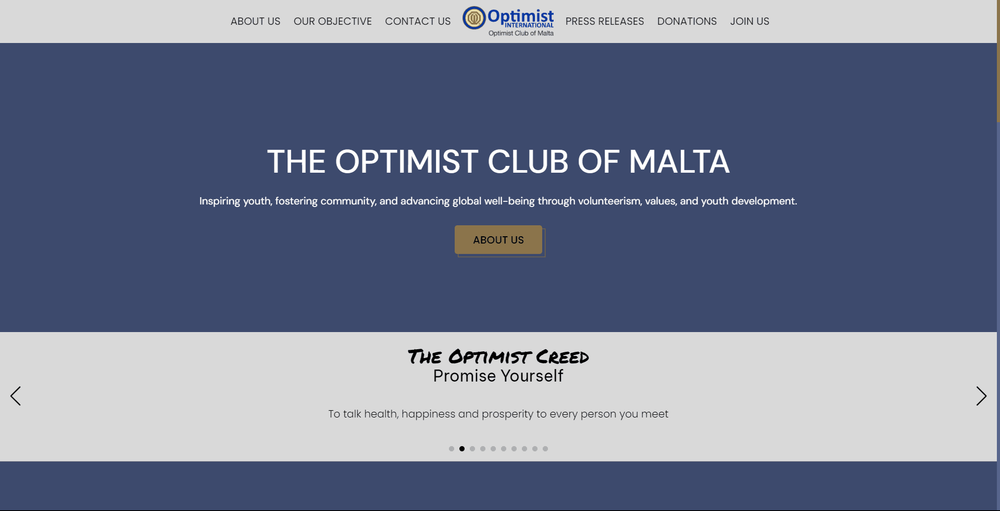 ABOUT US OUR OBJECTIVE CONTACT US Optimist INTERNATIONAL Optimist Club of Malta PRESS RELEASES DONATIONS JOIN US
THE OPTIMIST CLUB OF MALTA
Inspiring youth, fostering community, and advancing global well-being through volunteerism, values, and youth development.
ABOUT US
The Optimist Creed
Promise Yourself
To talk health, happiness and prosperity to every person you meet